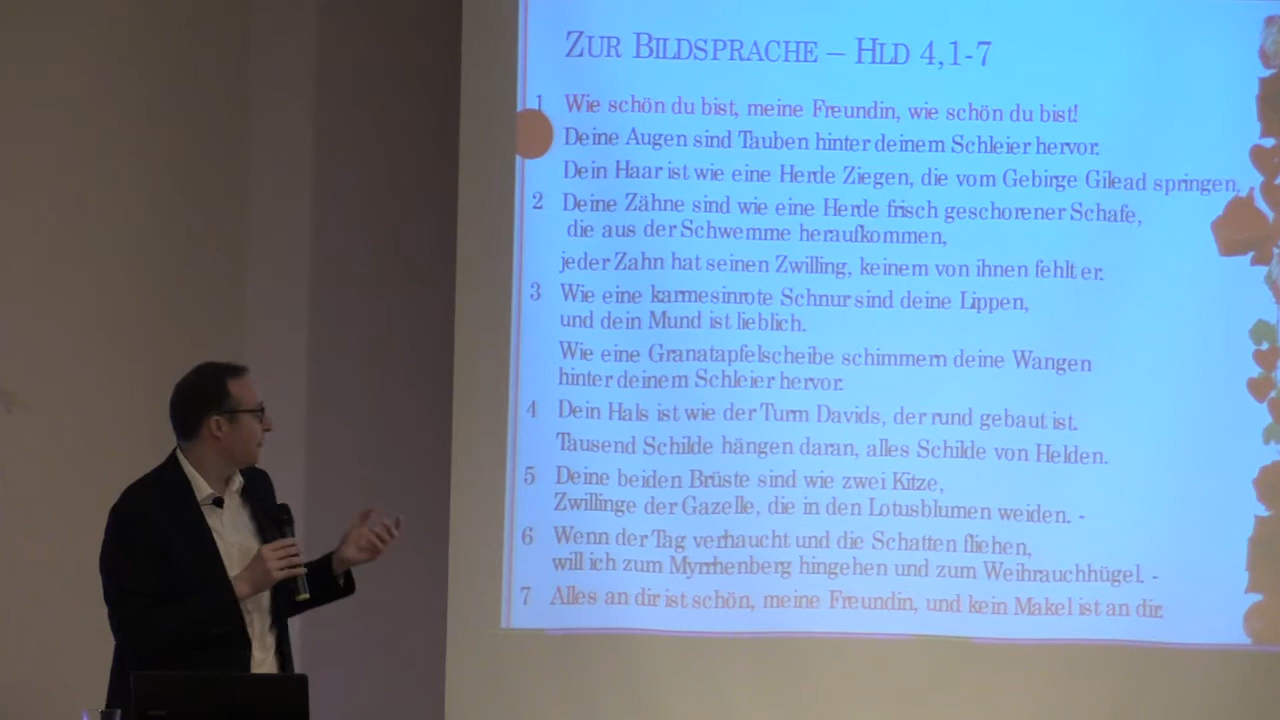 ZUR BILDSPRACHE – HLD 4,1-7
1 Wie schön du bist, meine Freundin, wie schön du bist!
Deine Augen sind Tauben hinter deinem Schleier hervor.
Dein Haar ist wie eine Herde Ziegen, die vom Gebirge Gilead springen.
2 Deine Zähne sind wie eine Herde frisch geschorener Schafe,
die aus der Schwemme heraufkommen,
jeder Zahn hat seinen Zwilling, keinem von ihnen fehlt er.
3 Wie eine karmesinrote Schnur sind deine Lippen,
und dein Mund ist lieblich.
Wie eine Granatapfelscheibe schimmern deine Wangen
hinter deinem Schleier hervor.
4 Dein Hals ist wie der Turm Davids, der rund gebaut ist.
Tausend Schilde hängen daran, alles Schilde von Helden.
5 Deine beiden Brüste sind wie zwei Kitze,
Zwillinge der Gazelle, die in den Lotusblumen weiden. -
6 Wenn der Tag verhaucht und die Schatten fliehen,
will ich zum Myrrhenberg hingehen und zum Weihrauchhügel. -
7 Alles an dir ist schön, meine Freundin, und kein Makel ist an dir.